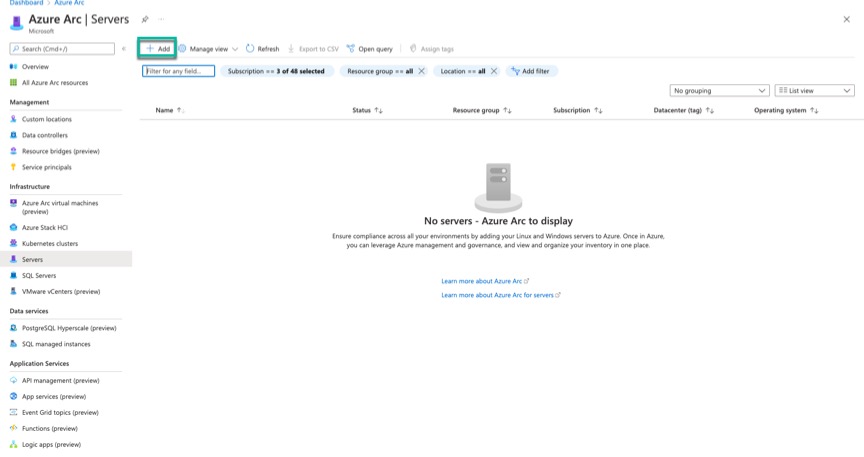 Dashboard > Azure Arc
Azure Arc | Servers
Microsoft
Search (Cmd+/)
Add
Manage view
Refresh
Export to CSV
Open query
Assign tags
Filter for any field...
Subscription == 3 of 48 selected
Resource group == all
Location == all
Add filter
No grouping
List view
Name
Status
Resource group
Subscription
Datacenter (tag)
Operating system
Overview
All Azure Arc resources
Management
Custom locations
Data controllers
Resource bridges (preview)
Service principals
Infrastructure
Azure Arc virtual machines
(preview)
Azure Stack HCI
Kubernetes clusters
Servers
SQL Servers
VMware vCenters (preview)
Data services
PostgreSQL Hyperscale (preview)
SQL managed instances
Application Services
API management (preview)
App services (preview)
Event Grid topics (preview)
Functions (preview)
Logic apps (preview)
No servers - Azure Arc to display
Ensure compliance across all your environments by adding your Linux and Windows servers to Azure. Once in Azure,
you can leverage Azure management and governance, and view and organize your inventory in one place.
Learn more about Azure Arc
Learn more about Azure Arc for servers